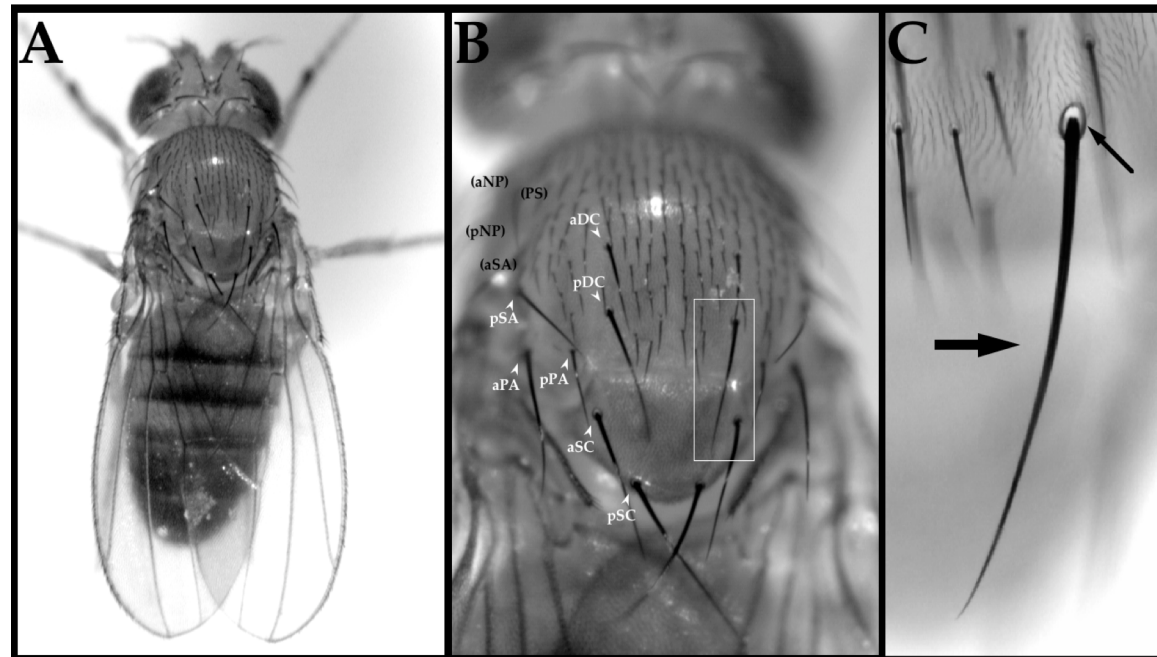 A
B
C
(aNP)
(PS)
aDC
(pNP)
(aSA)
pDC
pSA
aPA
pPA
aSC
pSC